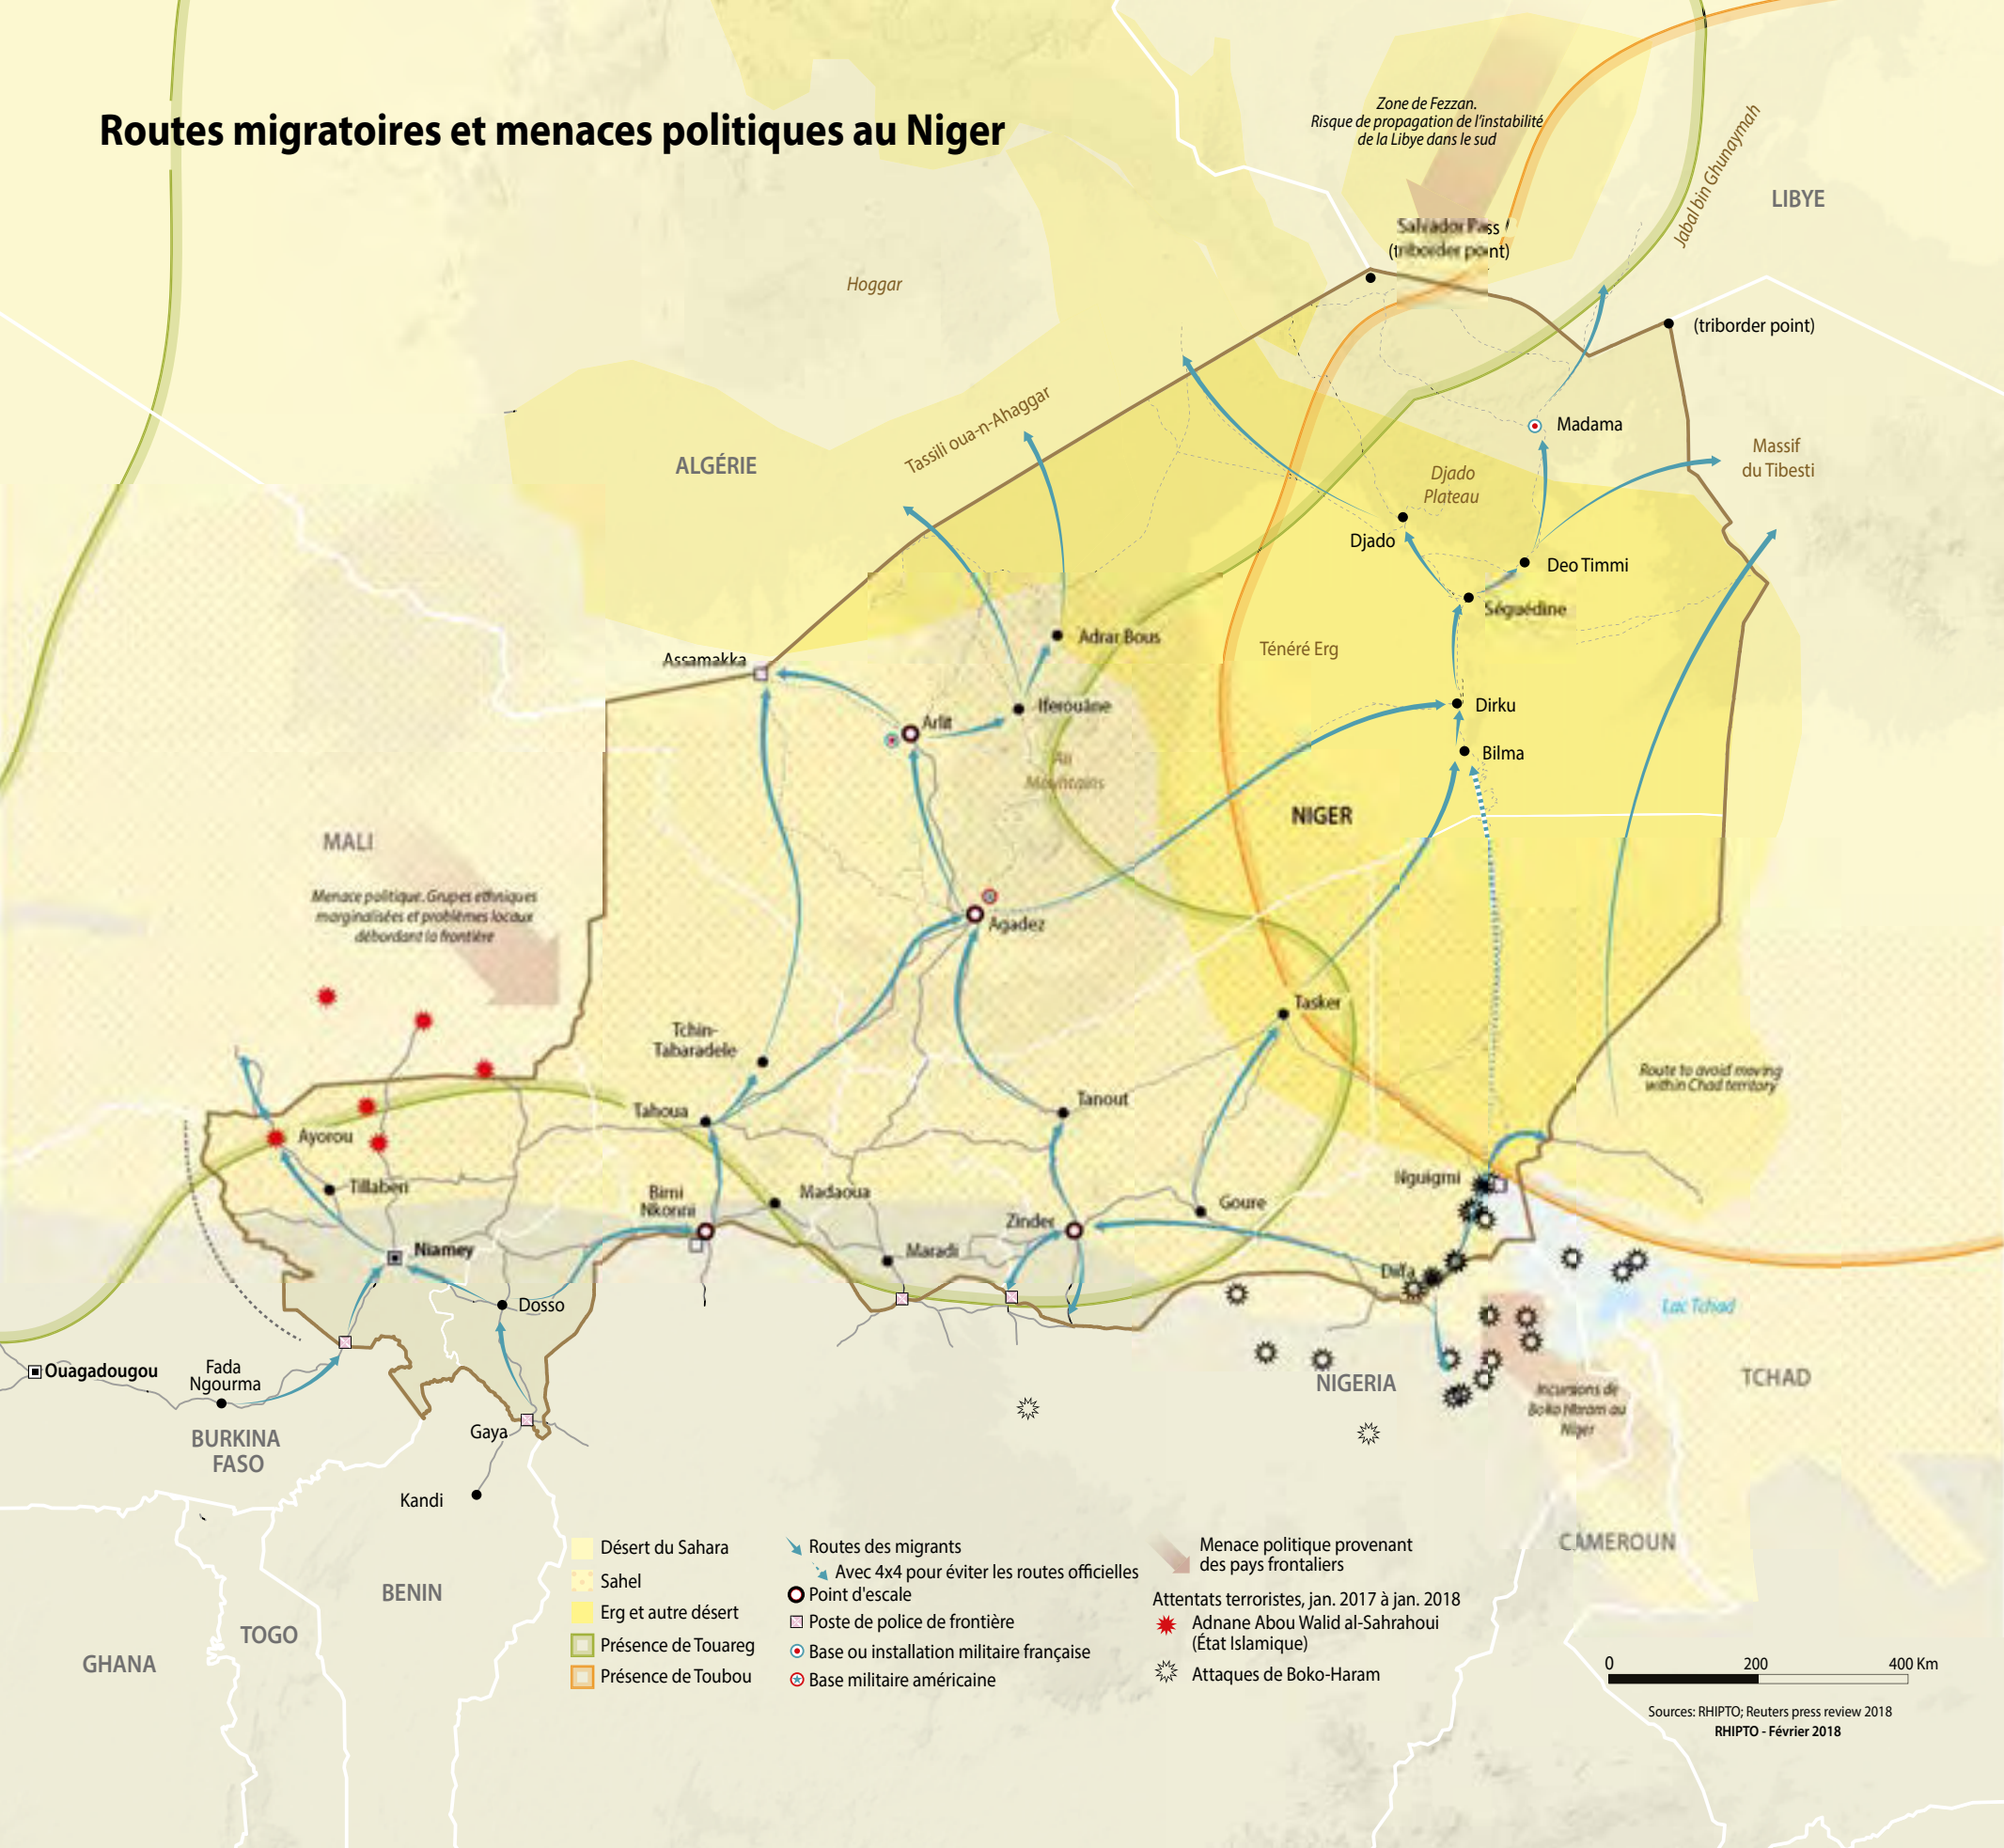 Routes migratoires et menaces politiques au Niger
Zone de Fezzan.
Risque de propagation de l'instabilité
de la Libye dans le sud
Jabal bin Ghunaymah
LIBYE
Salvador Pass
(triborder point)
(triborder point)
Hoggar
Tassili oua-n-Ahaggar
ALGÉRIE
Madama
Massif
du Tibesti
Djado
Plateau
Djado
Deo Timmi
Séguédine
Ténéré Erg
Adrar Bous
Assamakka
Iferouâne
Arlit
Dirku
Bilma
Mountains
NIGER
MALI
Menace politique. Grupes ethniques
marginalisées et problèmes locaux
débordant la frontière
Agadez
Tasker
Tchin-
Tabaradele
Route to avoid moving
within Chad territory
Tahoua
Tanout
Ayorou
Tillaberi
Birni
Nkonni
Madaoua
Nguigmi
Goure
Zinder
Niamey
Maradi
Diffa
Dosso
Lac Tchad
Ouagadougou
Fada
Ngourma
NIGERIA
TCHAD
Incursions de
Boko Haram au
Niger
Gaya
BURKINA
FASO
Kandi
CAMEROUN
BENIN
TOGO
GHANA
Désert du Sahara
Sahel
Erg et autre désert
Présence de Touareg
Présence de Toubou
Routes des migrants
Avec 4x4 pour éviter les routes officielles
Point d'escale
Poste de police de frontière
Base ou installation militaire française
Base militaire américaine
Menace politique provenant
des pays frontaliers
Attentats terroristes, jan. 2017 à jan. 2018
Adnane Abou Walid al-Sahrahoui
(État Islamique)
Attaques de Boko-Haram
0 200 400 Km
Sources: RHIPTO; Reuters press review 2018
RHIPTO - Février 2018